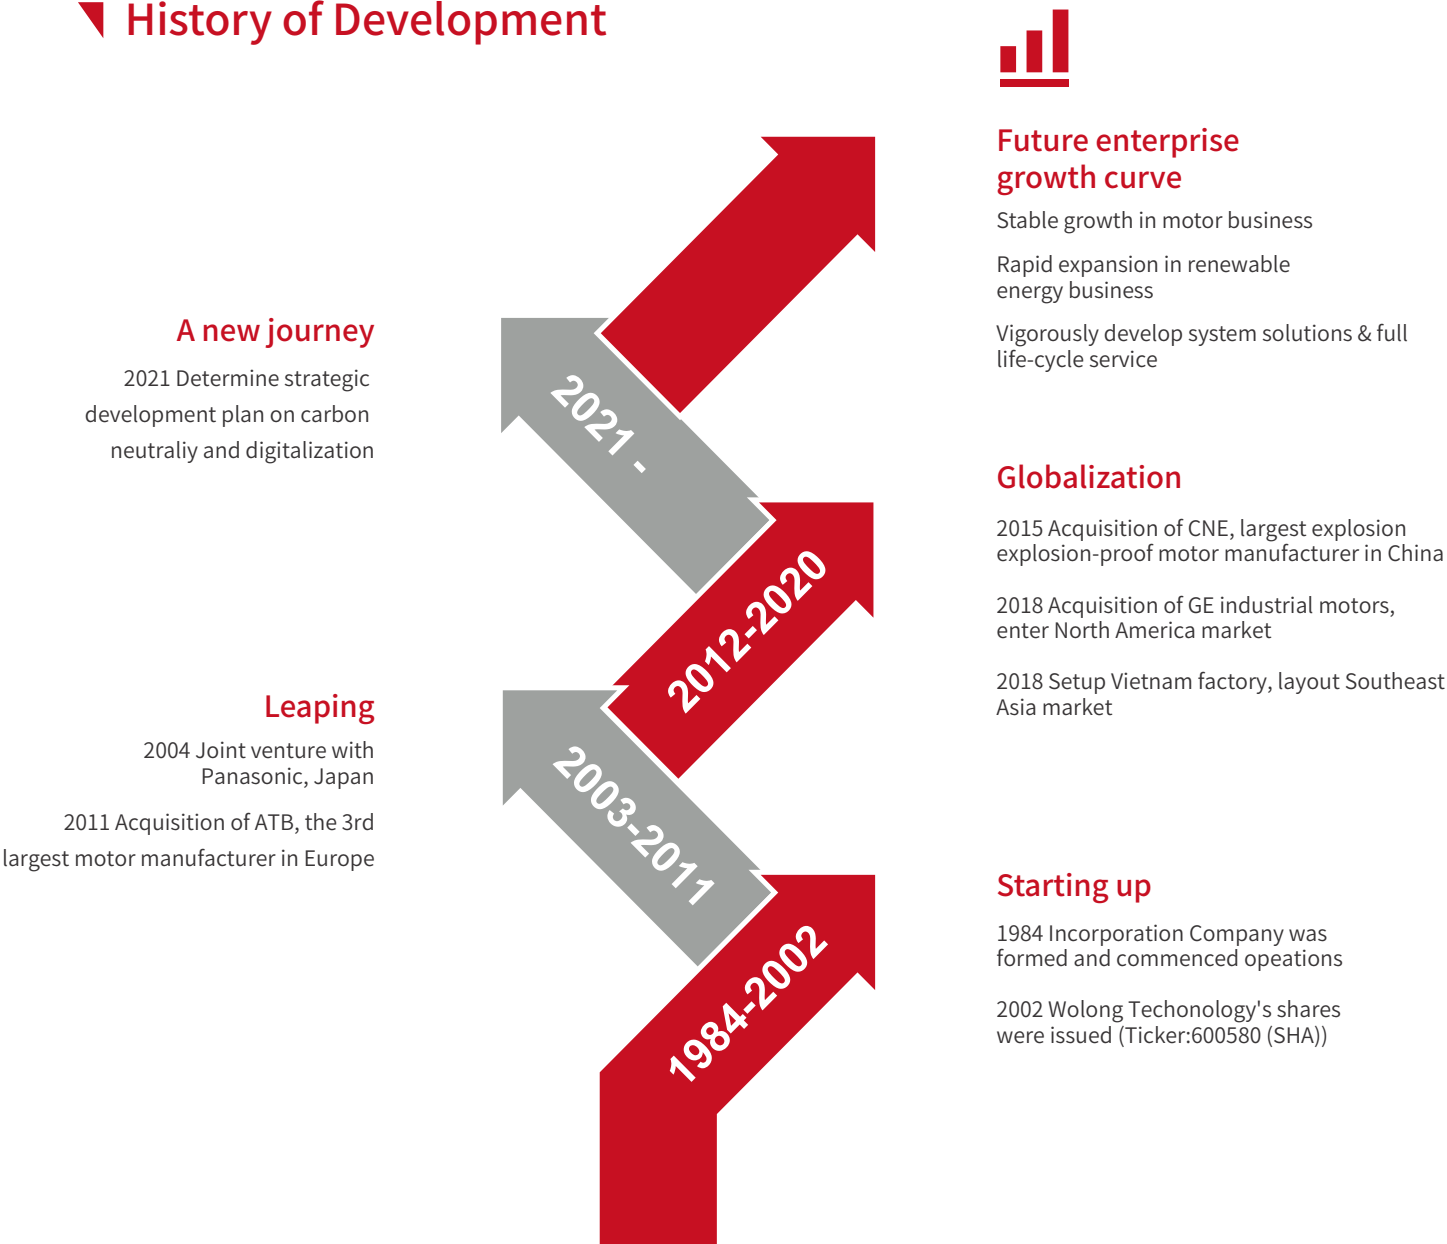 History of Development
Future enterprise
growth curve
Stable growth in motor business
Rapid expansion in renewable
energy business
Vigorously develop system solutions & full
life-cycle service
A new journey
2021 Determine strategic
development plan on carbon
neutraliy and digitalization
2021 -
Globalization
2015 Acquisition of CNE, largest explosion
explosion-proof motor manufacturer in China
2018 Acquisition of GE industrial motors,
enter North America market
2018 Setup Vietnam factory, layout Southeast
Asia market
2012-2020
Leaping
2004 Joint venture with
Panasonic, Japan
2011 Acquisition of ATB, the 3rd
largest motor manufacturer in Europe
2003-2011
Starting up
1984 Incorporation Company was
formed and commenced opeations
2002 Wolong Techonology's shares
were issued (Ticker:600580 (SHA))
1984-2002